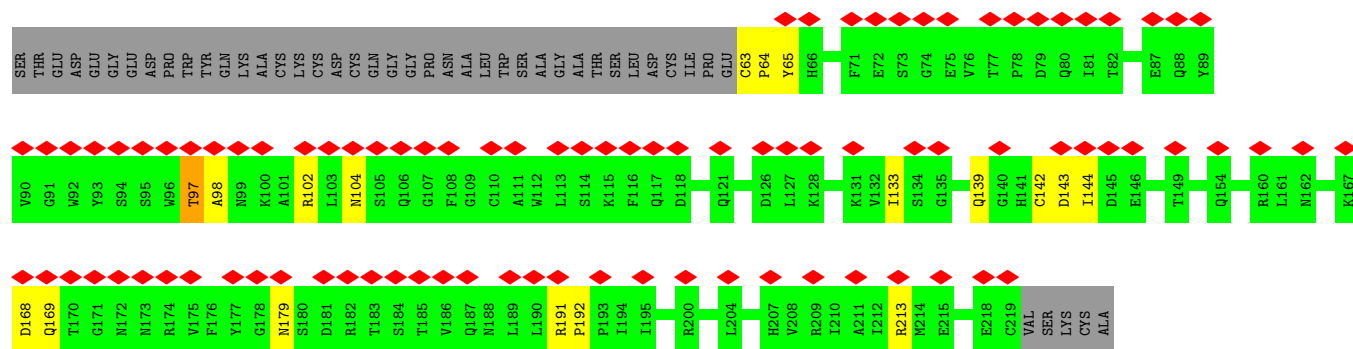 SER THR GLU ASP GLU GLY GLU ASP PRO TRP TYR GLN LYS ALA CYS LYS CYS ASP CYS GLN GLY GLY PRO ASN ALA LEU TRP SER ALA GLY ALA THR SER LEU ASP CYS ILE PRO GLU C63 P64 Y65 H66 F71 E72 S73 G74 E75 V76 T77 P78 D79 Q80 I81 T82 E87 Q88 Y89
V90 G91 W92 Y93 S94 S95 W96 T97 A98 N99 K100 A101 R102 L103 N104 S105 Q106 G107 F108 G109 C110 A111 W112 L113 S114 K115 F116 Q117 D118 Q121 D126 L127 K128 K131 V132 I133 S134 G135 Q139 G140 H141 C142 D143 I144 D145 E146 T149 Q154 R160 L161 N162 K167
D168 Q169 T170 G171 N172 N173 R174 V175 F176 Y177 G178 N179 S180 D181 R182 T183 S184 T185 V186 Q187 N188 L189 L190 R191 P192 P193 I194 I195 R200 L204 H207 V208 R209 I210 A211 I212 R213 M214 E215 E218 C219 VAL SER LYS CYS ALA